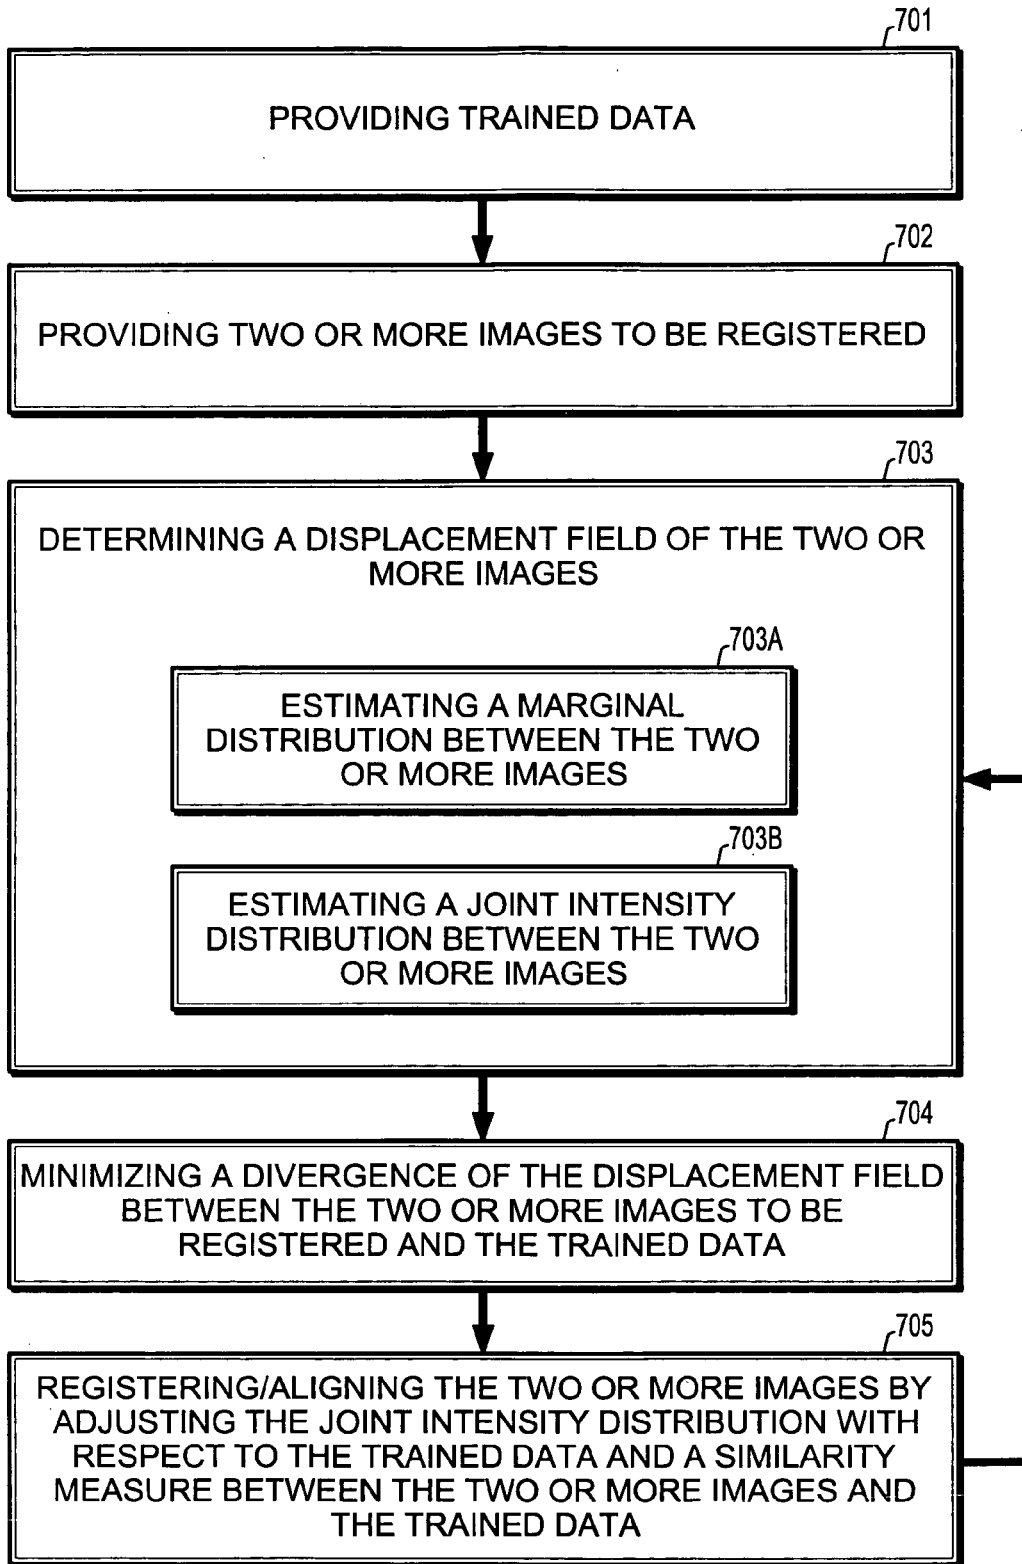 701
PROVIDING TRAINED DATA
702
PROVIDING TWO OR MORE IMAGES TO BE REGISTERED
703
DETERMINING A DISPLACEMENT FIELD OF THE TWO OR
MORE IMAGES
703A
ESTIMATING A MARGINAL
DISTRIBUTION BETWEEN THE TWO
OR MORE IMAGES
703B
ESTIMATING A JOINT INTENSITY
DISTRIBUTION BETWEEN THE TWO
OR MORE IMAGES
704
MINIMIZING A DIVERGENCE OF THE DISPLACEMENT FIELD
BETWEEN THE TWO OR MORE IMAGES TO BE
REGISTERED AND THE TRAINED DATA
705
REGISTERING/ALIGNING THE TWO OR MORE IMAGES BY
ADJUSTING THE JOINT INTENSITY DISTRIBUTION WITH
RESPECT TO THE TRAINED DATA AND A SIMILARITY
MEASURE BETWEEN THE TWO OR MORE IMAGES AND
THE TRAINED DATA